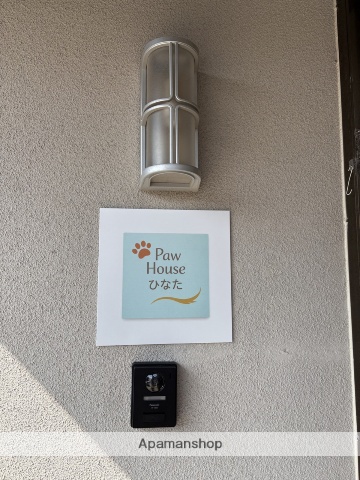 Paw
House
ひなた
Apamanshop